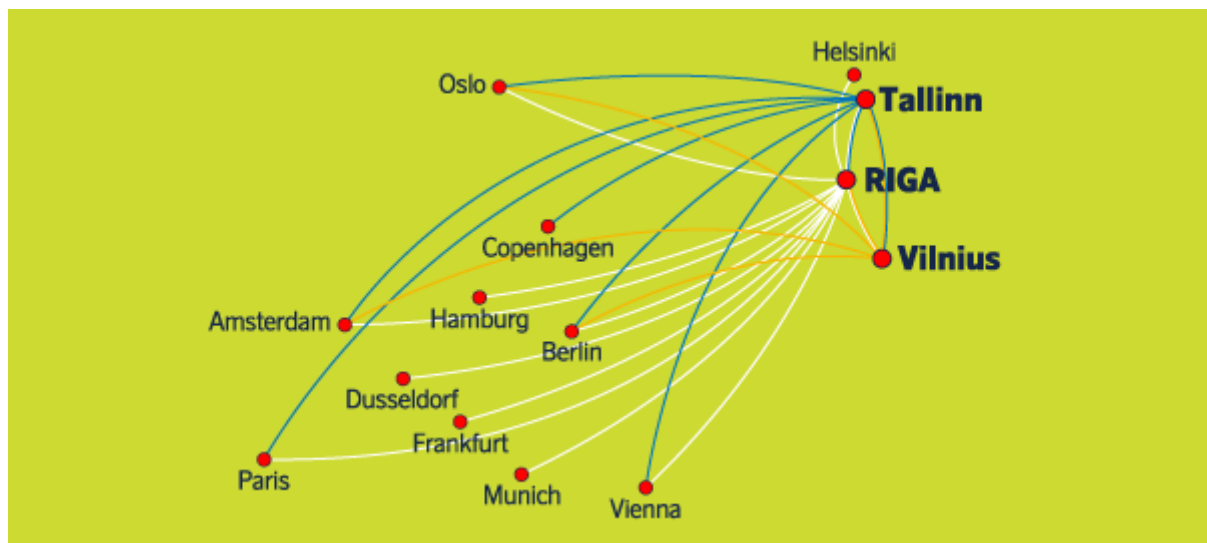 Helsinki
Oslo
Tallinn
RIGA
Copenhagen
Vilnius
Amsterdam
Hamburg
Berlin
Dusseldorf
Frankfurt
Paris
Munich
Vienna